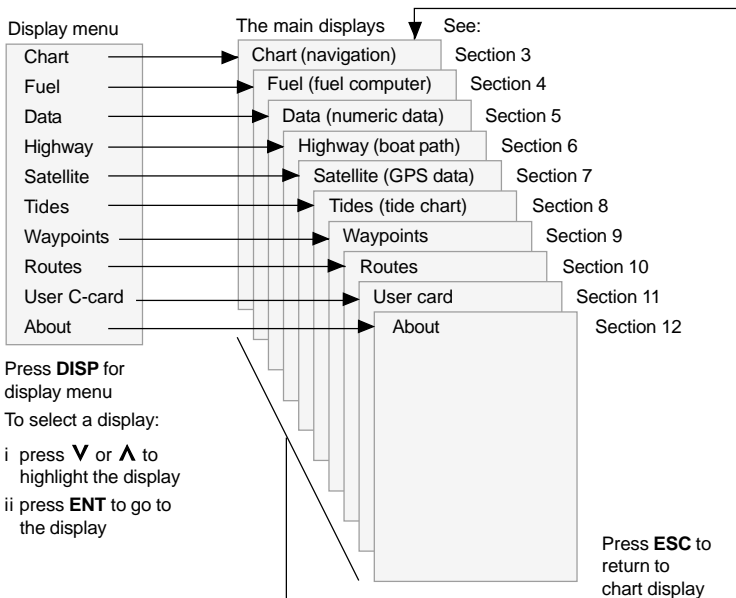 Display menu
Chart
Fuel
Data
Highway
Satellite
Tides
Waypoints
Routes
User C-card
About
Press DISP for
display menu
To select a display:
i press V or Λ to
highlight the display
ii press ENT to go to
the display
The main displays
See:
Chart (navigation)
Section 3
Fuel (fuel computer)
Section 4
Data (numeric data)
Section 5
Highway (boat path)
Section 6
Satellite (GPS data)
Section 7
Tides (tide chart)
Section 8
Waypoints
Section 9
Routes
Section 10
User card
Section 11
About
Section 12
Press ESC to
return to
chart display